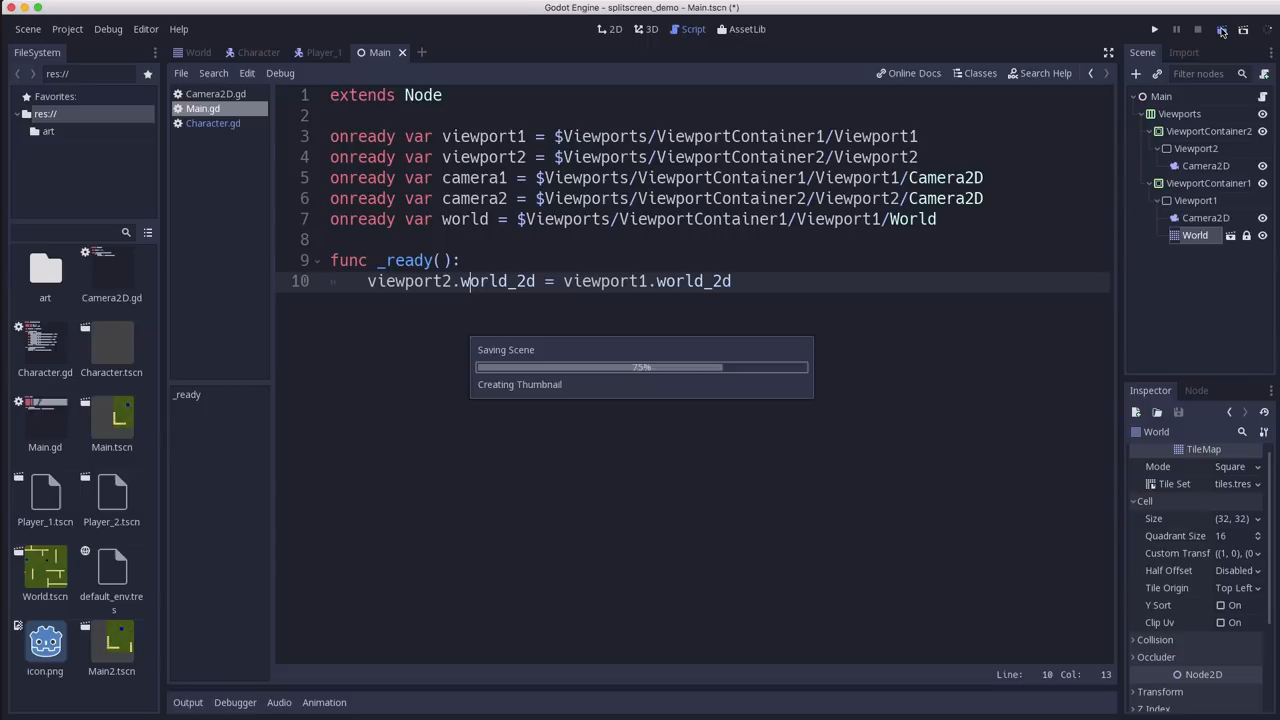 Godot Engine - splitscreen_demo - Main.tscn (*)
Scene Project Debug Editor Help
2D 3D Script AssetLib
FileSystem
World Character Player_1 Main
Scene Import
res://
File Search Edit Debug
Online Docs Classes Search Help
Filter nodes
Favorites:
res://
art
Camera2D.gd
Main.gd
Character.gd
1 extends Node
2
3 onready var viewport1 = $Viewports/ViewportContainer1/Viewport1
4 onready var viewport2 = $Viewports/ViewportContainer2/Viewport2
5 onready var camera1 = $Viewports/ViewportContainer1/Viewport1/Camera2D
6 onready var camera2 = $Viewports/ViewportContainer2/Viewport2/Camera2D
7 onready var world = $Viewports/ViewportContainer1/Viewport1/World
8
9 func _ready():
10 viewport2.world_2d = viewport1.world_2d
Main
Viewports
ViewportContainer2
Viewport2
Camera2D
ViewportContainer1
Viewport1
Camera2D
World
art
Camera2D.gd
Character.gd
Character.tscn
Main.gd
Main.tscn
Player_1.tscn
Player_2.tscn
World.tscn
default_env.tre
s
icon.png
Main2.tscn
_ready
Saving Scene
75%
Creating Thumbnail
Line: 10 Col: 13
Output Debugger Audio Animation
Inspector Node
World
TileMap
Mode Square
Tile Set tiles.tres
Cell
Size (32, 32)
Quadrant Size 16
Custom Transf ((1, 0), (0
Half Offset Disabled
Tile Origin Top Left
Y Sort On
Clip Uv On
Collision
Occluder
Node2D
Transform
Z Index